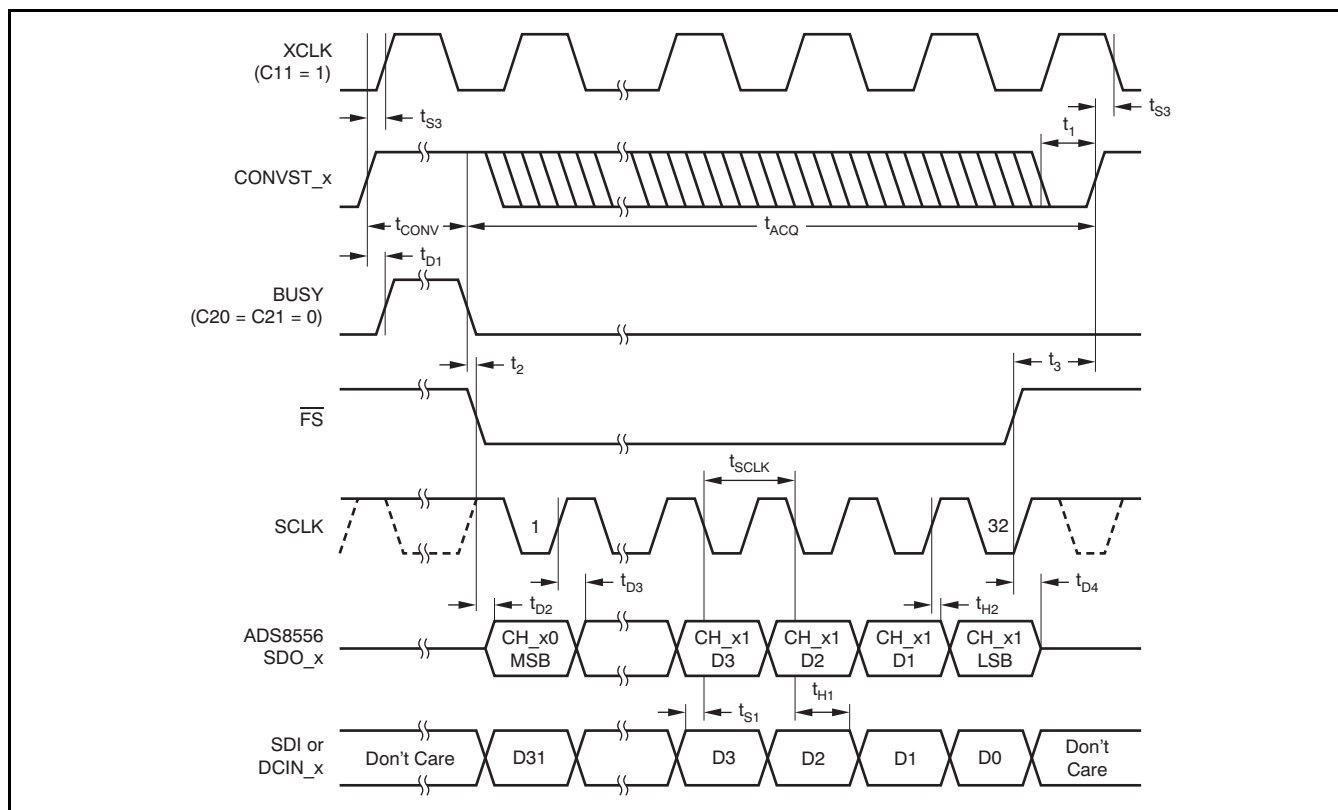 XCLK
(C11 = 1)
tS3
tS3
t1
CONVST_x
tCONV
tACQ
tD1
BUSY
(C20 = C21 = 0)
t2
t3
FS
tSCLK
SCLK
1
32
tD2
tD3
tH2
tD4
ADS8556
SDO_x
CH_x0
MSB
CH_x1
D3
CH_x1
D2
CH_x1
D1
CH_x1
LSB
tS1
tH1
SDI or
DCIN_x
Don't Care
D31
D3
D2
D1
D0
Don't
Care